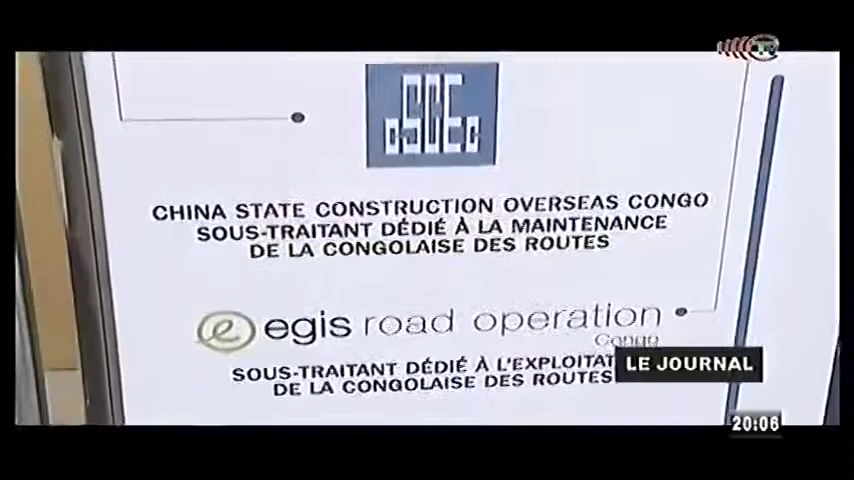 TV
CSCEC
CHINA STATE CONSTRUCTION OVERSEAS CONGO
SOUS-TRAITANT DÉDIÉ À LA MAINTENANCE
DE LA CONGOLAISE DES ROUTES
egis road operation
Congo
SOUS-TRAITANT DÉDIÉ À L'EXPLOITAT
DE LA CONGOLAISE DES ROUTES
LE JOURNAL
20:06